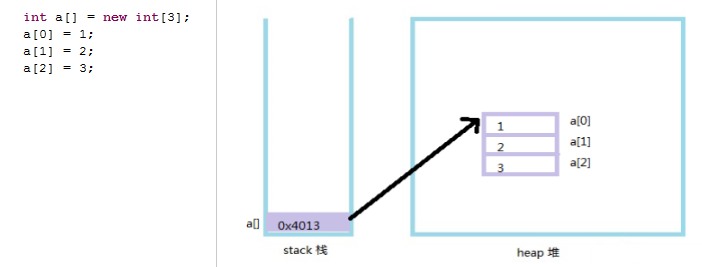 int a[] = new int[3];
a[0] = 1;
a[1] = 2;
a[2] = 3;
1
a[0]
2
a[1]
3
a[2]
a[]
0x4013
stack 栈
heap 堆